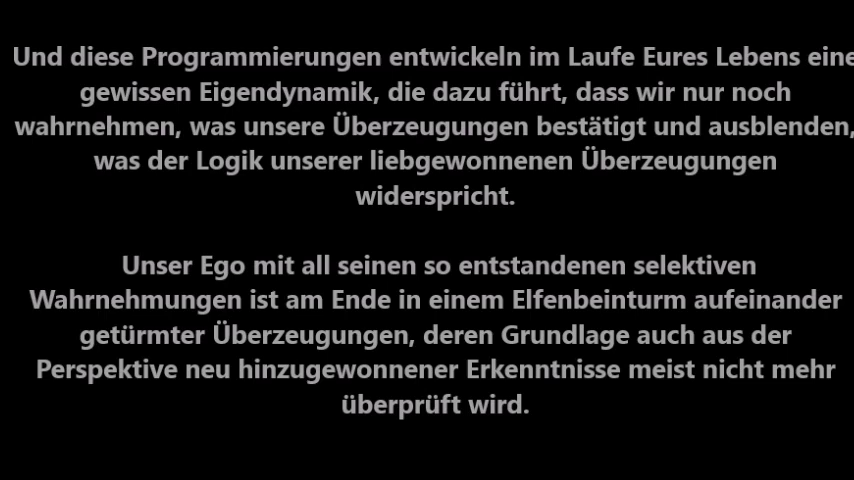 Und diese Programmierungen entwickeln im Laufe Eures Lebens eine
gewissen Eigendynamik, die dazu führt, dass wir nur noch
wahrnehmen, was unsere Überzeugungen bestätigt und ausblenden,
was der Logik unserer liebgewonnenen Überzeugungen
widerspricht.
Unser Ego mit all seinen so entstandenen selektiven
Wahrnehmungen ist am Ende in einem Elfenbeinturm aufeinander
getürmter Überzeugungen, deren Grundlage auch aus der
Perspektive neu hinzugewonnener Erkenntnisse meist nicht mehr
überprüft wird.